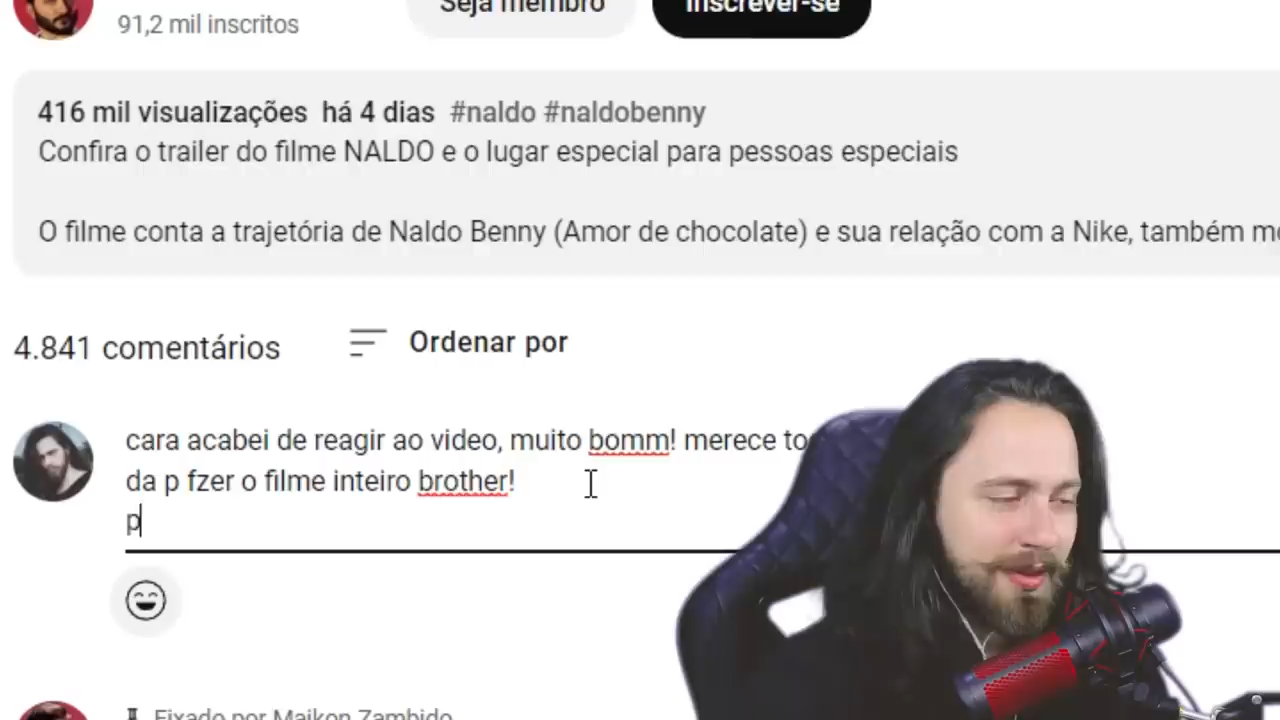 Seja membro
Inscrever-se
91,2 mil inscritos
416 mil visualizações há 4 dias #naldo #naldobenny
Confira o trailer do filme NALDO e o lugar especial para pessoas especiais
O filme conta a trajetória de Naldo Benny (Amor de chocolate) e sua relação com a Nike, também
4.841 comentários
Ordenar por
cara acabei de reagir ao video, muito bomm! merece
da p fzer o filme inteiro brother!
p
Fixado por Maikon Zambido